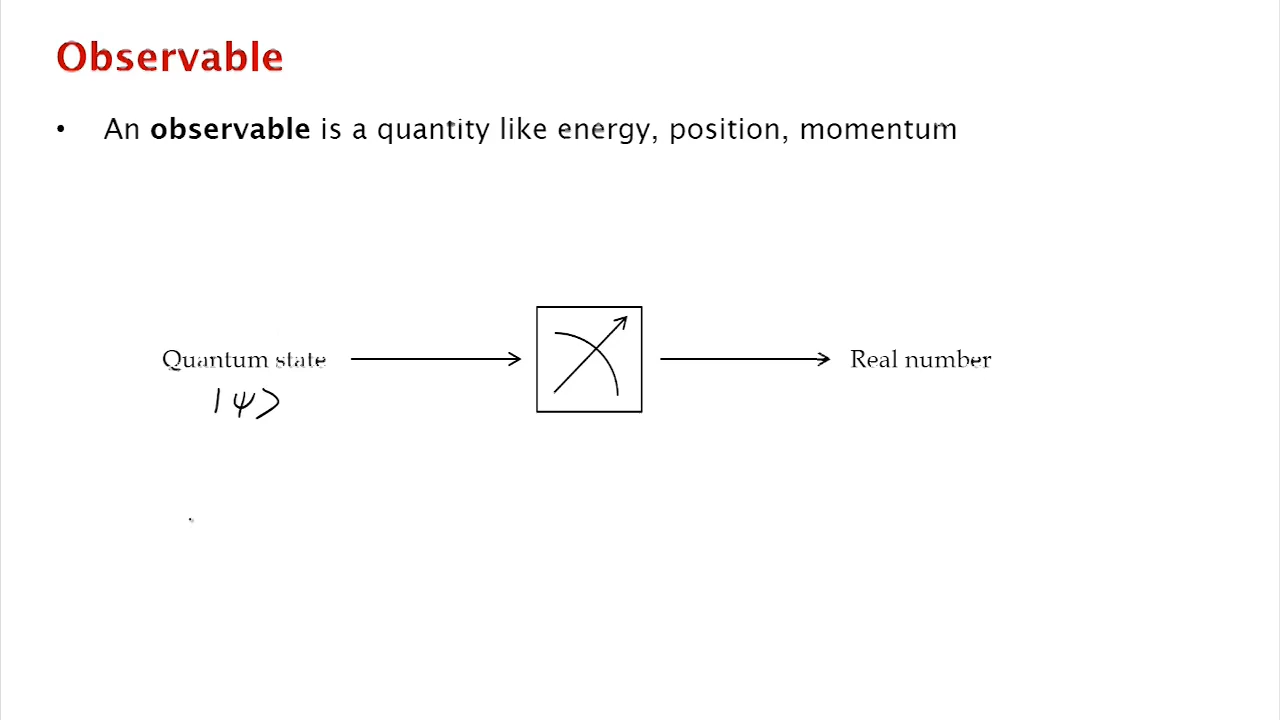 Observable
• An observable is a quantity like energy, position, momentum
Quantum state
Real number
|ψ>